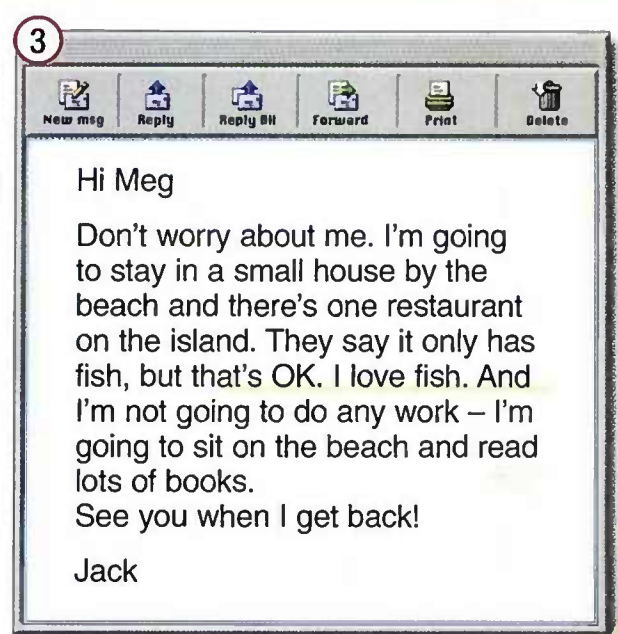 3
New msg
Reply
Reply All
Forward
Print
Delete
Hi Meg
Don't worry about me. I'm going
to stay in a small house by the
beach and there's one restaurant
on the island. They say it only has
fish, but that's OK. I love fish. And
I'm not going to do any work – I'm
going to sit on the beach and read
lots of books.
See you when I get back!
Jack